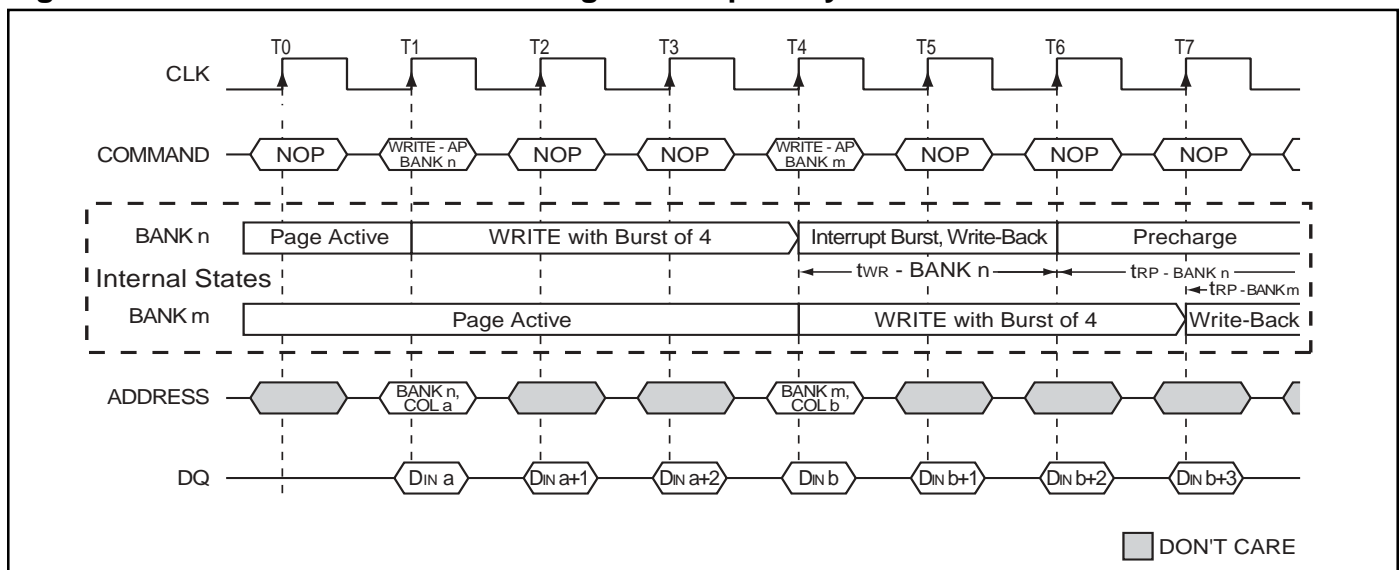 T0 T1 T2 T3 T4 T5 T6 T7
CLK
COMMAND NOP WRITE - AP BANK n NOP NOP WRITE - AP BANK m NOP NOP NOP
BANK n Page Active WRITE with Burst of 4 Interrupt Burst, Write-Back Precharge
Internal States tWR - BANK n tRP - BANK n
tRP - BANK m
BANK m Page Active WRITE with Burst of 4 Write-Back
ADDRESS BANK n, COL a BANK m, COL b
DQ DIN a DIN a+1 DIN a+2 DIN b DIN b+1 DIN b+2 DIN b+3
DON'T CARE